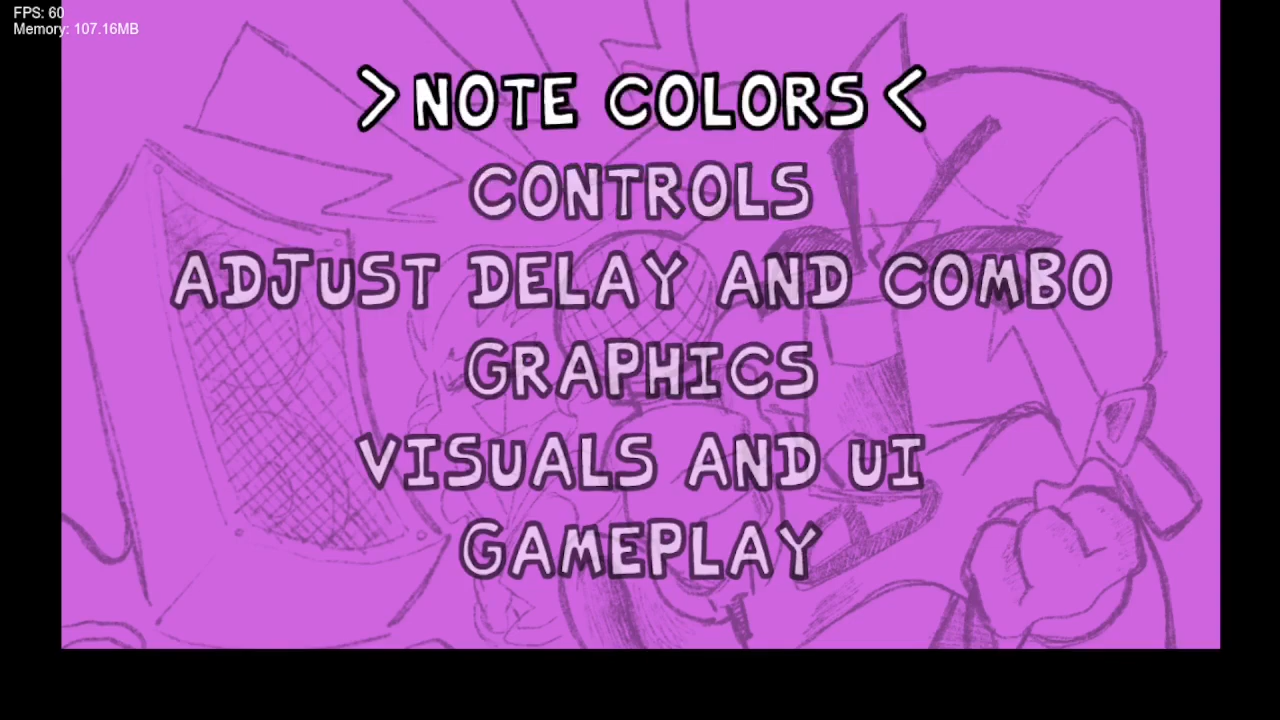 FPS: 60
Memory: 107.16MB
>NOTE COLORS<
CONTROLS
ADJUST DELAY AND COMBO
GRAPHICS
VISUALS AND UI
GAMEPLAY